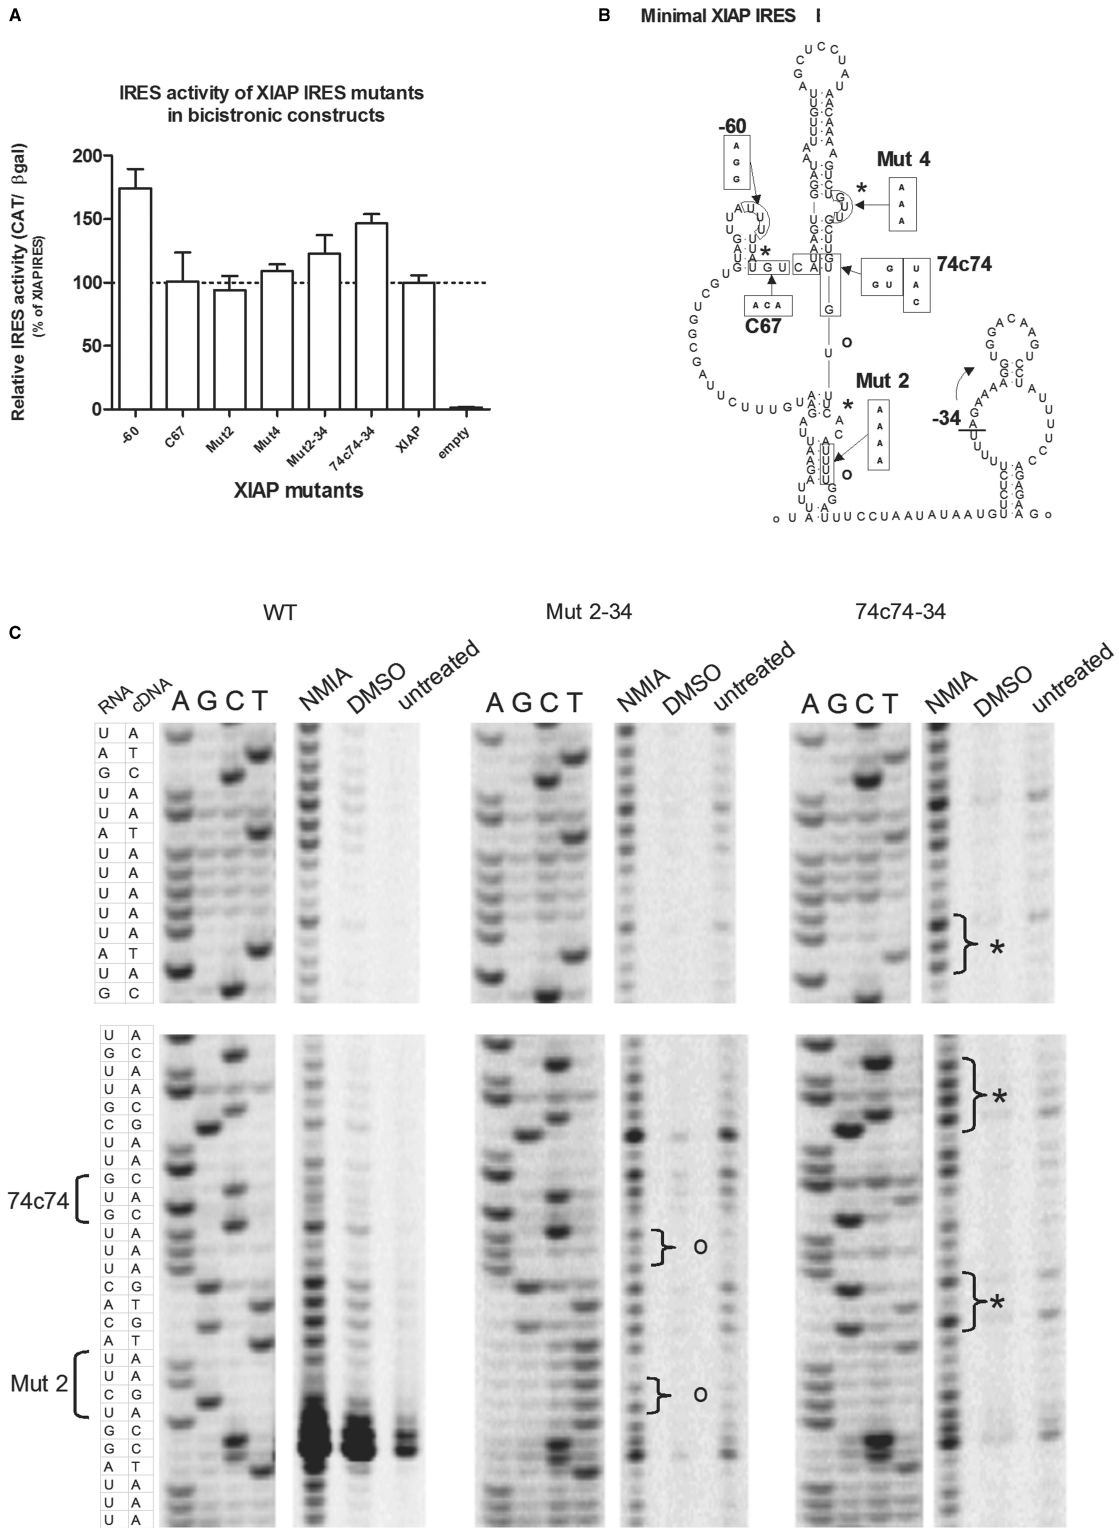 A
IRES activity of XIAP IRES mutants
in bicistronic constructs
Relative IRES activity (CAT/ βgal)
(% of XIAPIRES)
200
150
100
50
0
-60
C67
Mut2
Mut4
Mut2-34
74c74-34
XIAP
empty
XIAP mutants
B
Minimal XIAP IRES
-60
A
G
G
Mut 4
A
A
A
*
*
74c74
G
G U
U
A
C
A C A
C67
o
Mut 2
A
A
A
A
*
o
-34
o U A U U U C C U A A U A U A A U G U A G o
C
WT
Mut 2-34
74c74-34
RNA
cDNA
A G C T
NMIA
DMSO
untreated
A G C T
NMIA
DMSO
untreated
A G C T
NMIA
DMSO
untreated
U A
A T
G C
U A
U A
A T
U A
U A
U A
U A
U A
A T
U A
G C
*
U A
G C
U A
U A
G C
C G
U A
U A
G C
U A
G C
U A
U A
U A
C G
A T
C G
A T
U A
U A
C G
U A
G C
G C
A T
U A
U A
U A
74c74
Mut 2
o
o
*
*